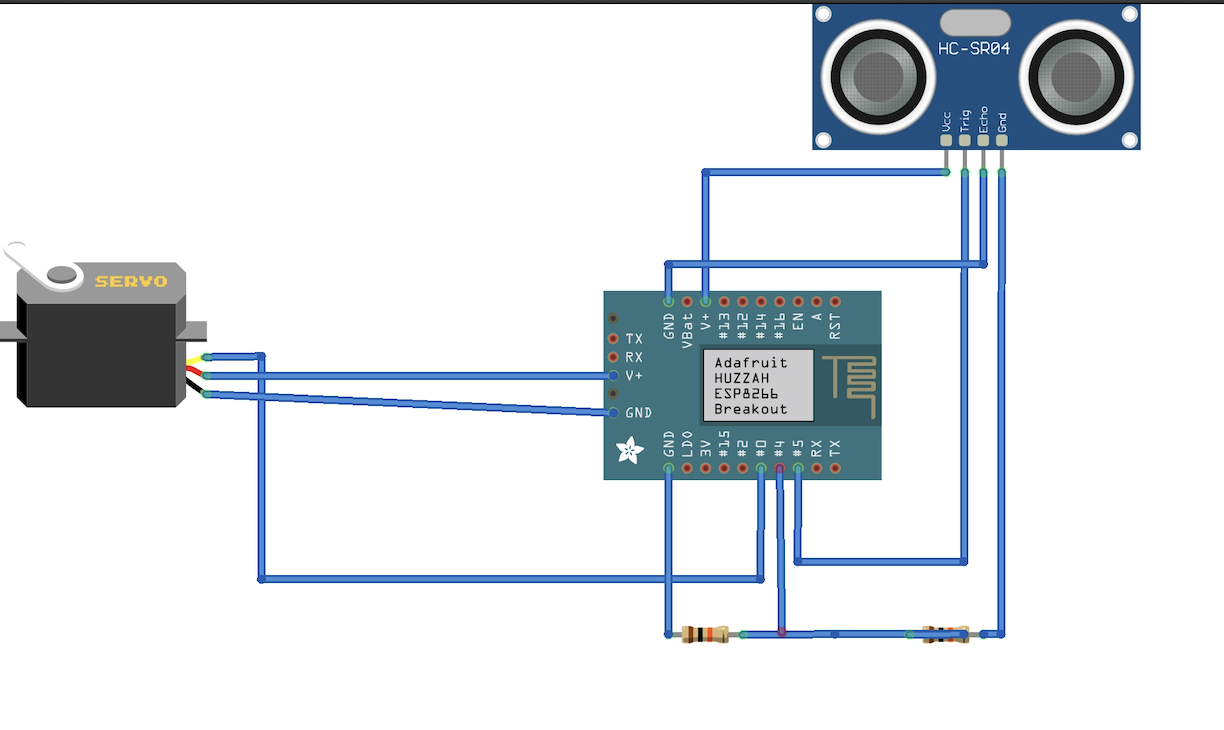 HC-SR04
Vcc
Trig
Echo
Gnd
SERVO
GND
VBat
V+
#13
#12
#14
#16
EN
A
RST
TX
RX
V+
GND
Adafruit
HUZZAH
ESP8266
Breakout
GND
LDO
3V
#15
#2
#0
#4
#5
RX
TX